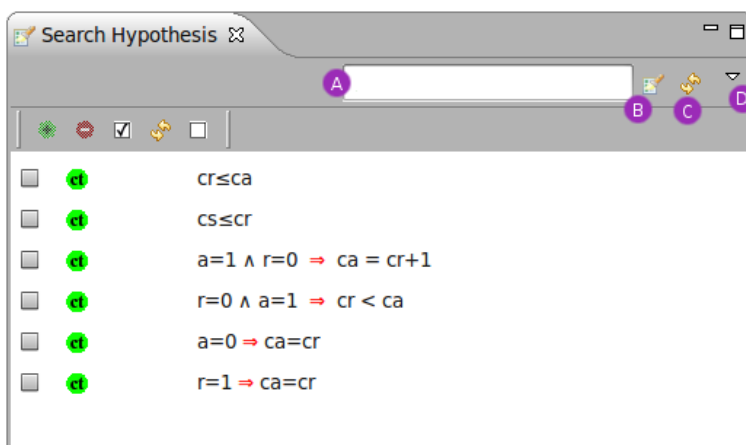 Search Hypothesis
A
B
C
D
ct cr≤ca
ct cs≤cr
ct a=1 ∧ r=0 ⇒ ca = cr+1
ct r=0 ∧ a=1 ⇒ cr < ca
ct a=0 ⇒ ca=cr
ct r=1 ⇒ ca=cr